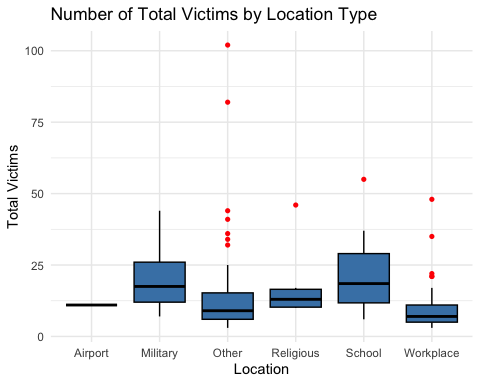 Number of Total Victims by Location Type
100
75
50
25
0
Total Victims
Airport Military Other Religious School Workplace
Location